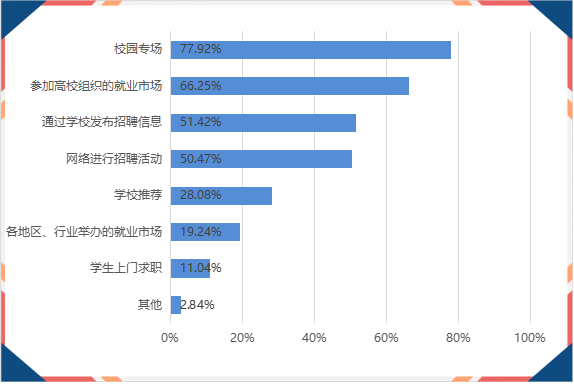 校园专场 77.92%
参加高校组织的就业市场 66.25%
通过学校发布招聘信息 51.42%
网络进行招聘活动 50.47%
学校推荐 28.08%
各地区、行业举办的就业市场 19.24%
学生上门求职 11.04%
其他 2.84%
0% 20% 40% 60% 80% 100%